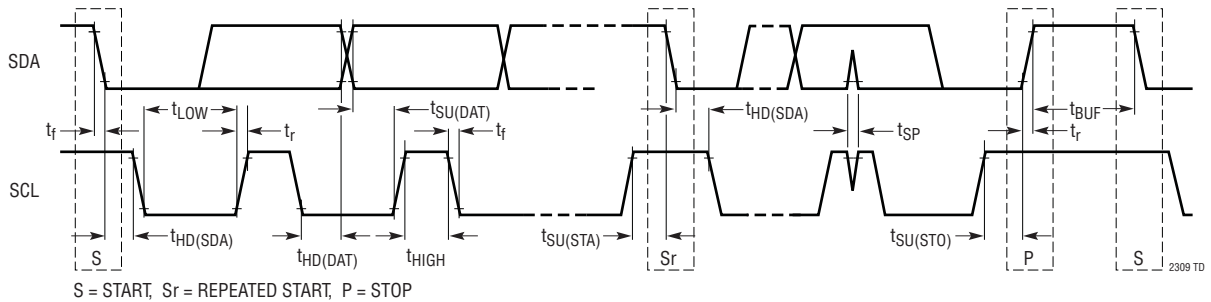 SDA
t_LOW
t_SU(DAT)
t_HD(SDA)
t_BUF
t_f
t_r
t_f
t_SP
t_r
SCL
t_HD(SDA)
t_HD(DAT)
t_HIGH
t_SU(STA)
t_SU(STO)
S
Sr
P
S
2309 TD
S = START, Sr = REPEATED START, P = STOP